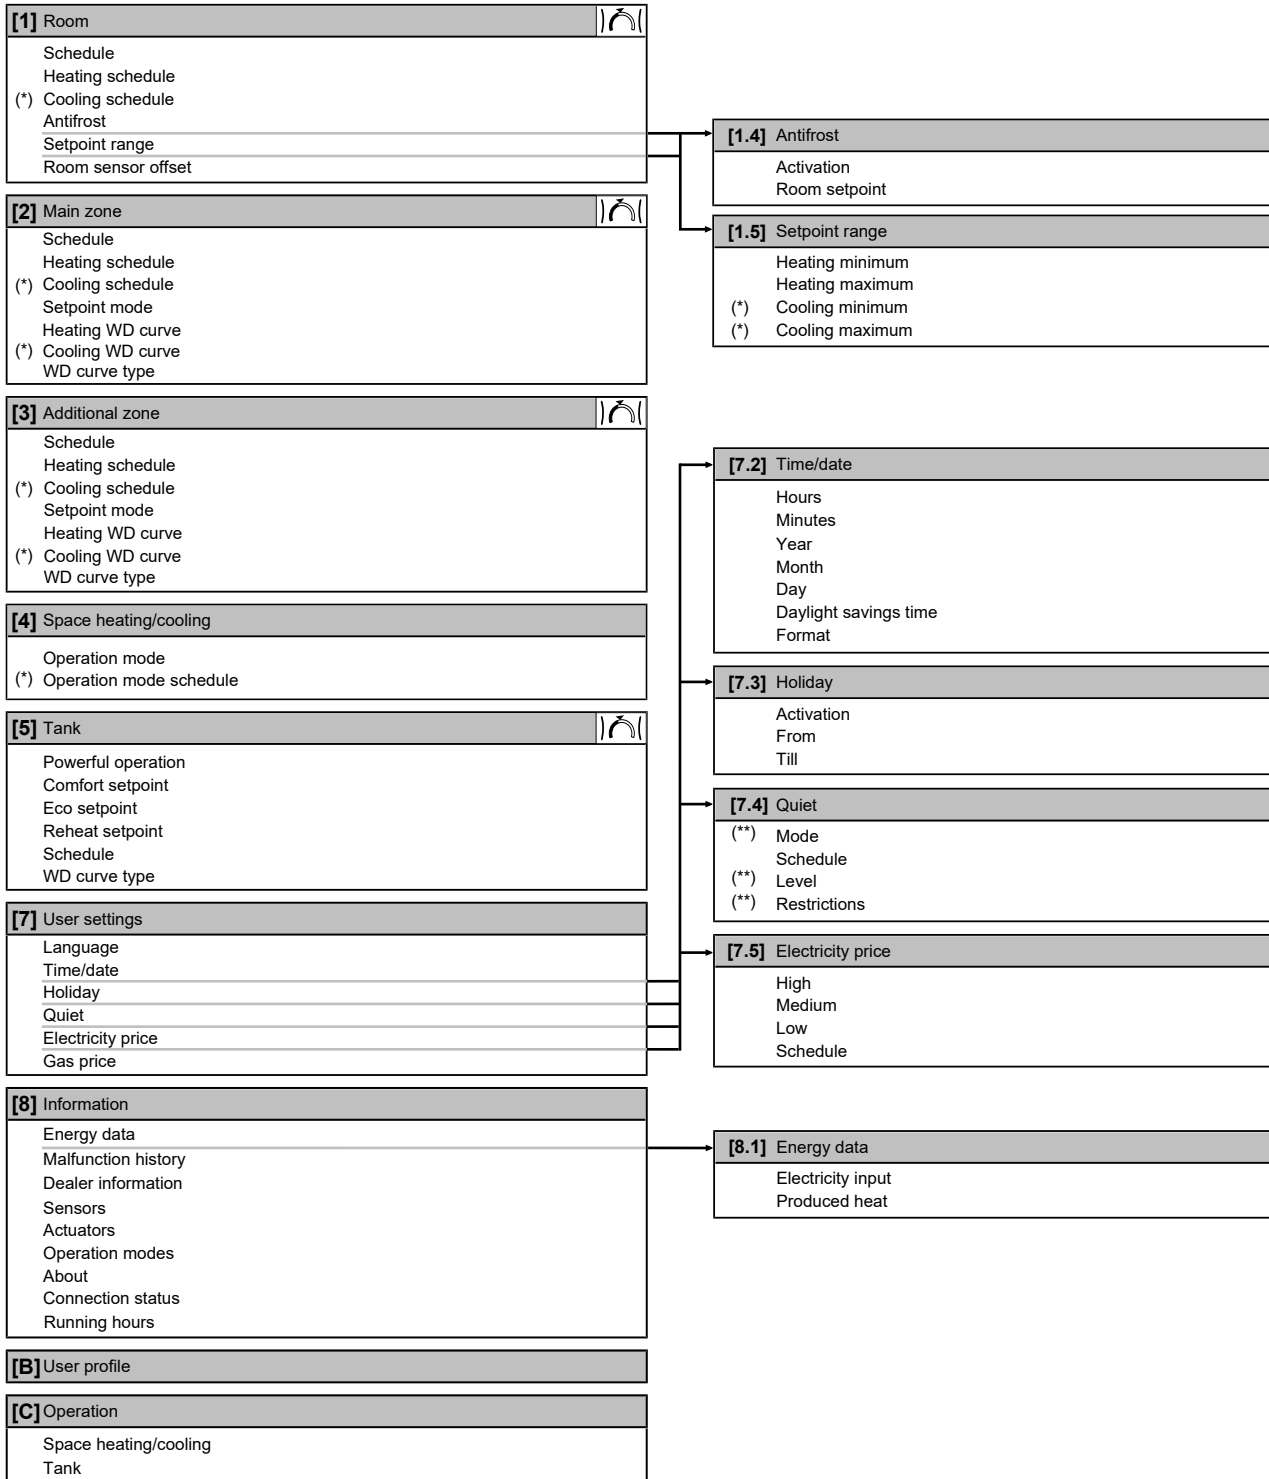 [1] Room
Schedule
Heating schedule
(*) Cooling schedule
Antifrost
Setpoint range
Room sensor offset
[2] Main zone
Schedule
Heating schedule
(*) Cooling schedule
Setpoint mode
Heating WD curve
(*) Cooling WD curve
WD curve type
[3] Additional zone
Schedule
Heating schedule
(*) Cooling schedule
Setpoint mode
Heating WD curve
(*) Cooling WD curve
WD curve type
[4] Space heating/cooling
Operation mode
(*) Operation mode schedule
[5] Tank
Powerful operation
Comfort setpoint
Eco setpoint
Reheat setpoint
Schedule
WD curve type
[7] User settings
Language
Time/date
Holiday
Quiet
Electricity price
Gas price
[8] Information
Energy data
Malfunction history
Dealer information
Sensors
Actuators
Operation modes
About
Connection status
Running hours
[B] User profile
[C] Operation
Space heating/cooling
Tank
[1.4] Antifrost
Activation
Room setpoint
[1.5] Setpoint range
Heating minimum
Heating maximum
(*) Cooling minimum
(*) Cooling maximum
[7.2] Time/date
Hours
Minutes
Year
Month
Day
Daylight savings time
Format
[7.3] Holiday
Activation
From
Till
[7.4] Quiet
(**) Mode
Schedule
(**) Level
(**) Restrictions
[7.5] Electricity price
High
Medium
Low
Schedule
[8.1] Energy data
Electricity input
Produced heat